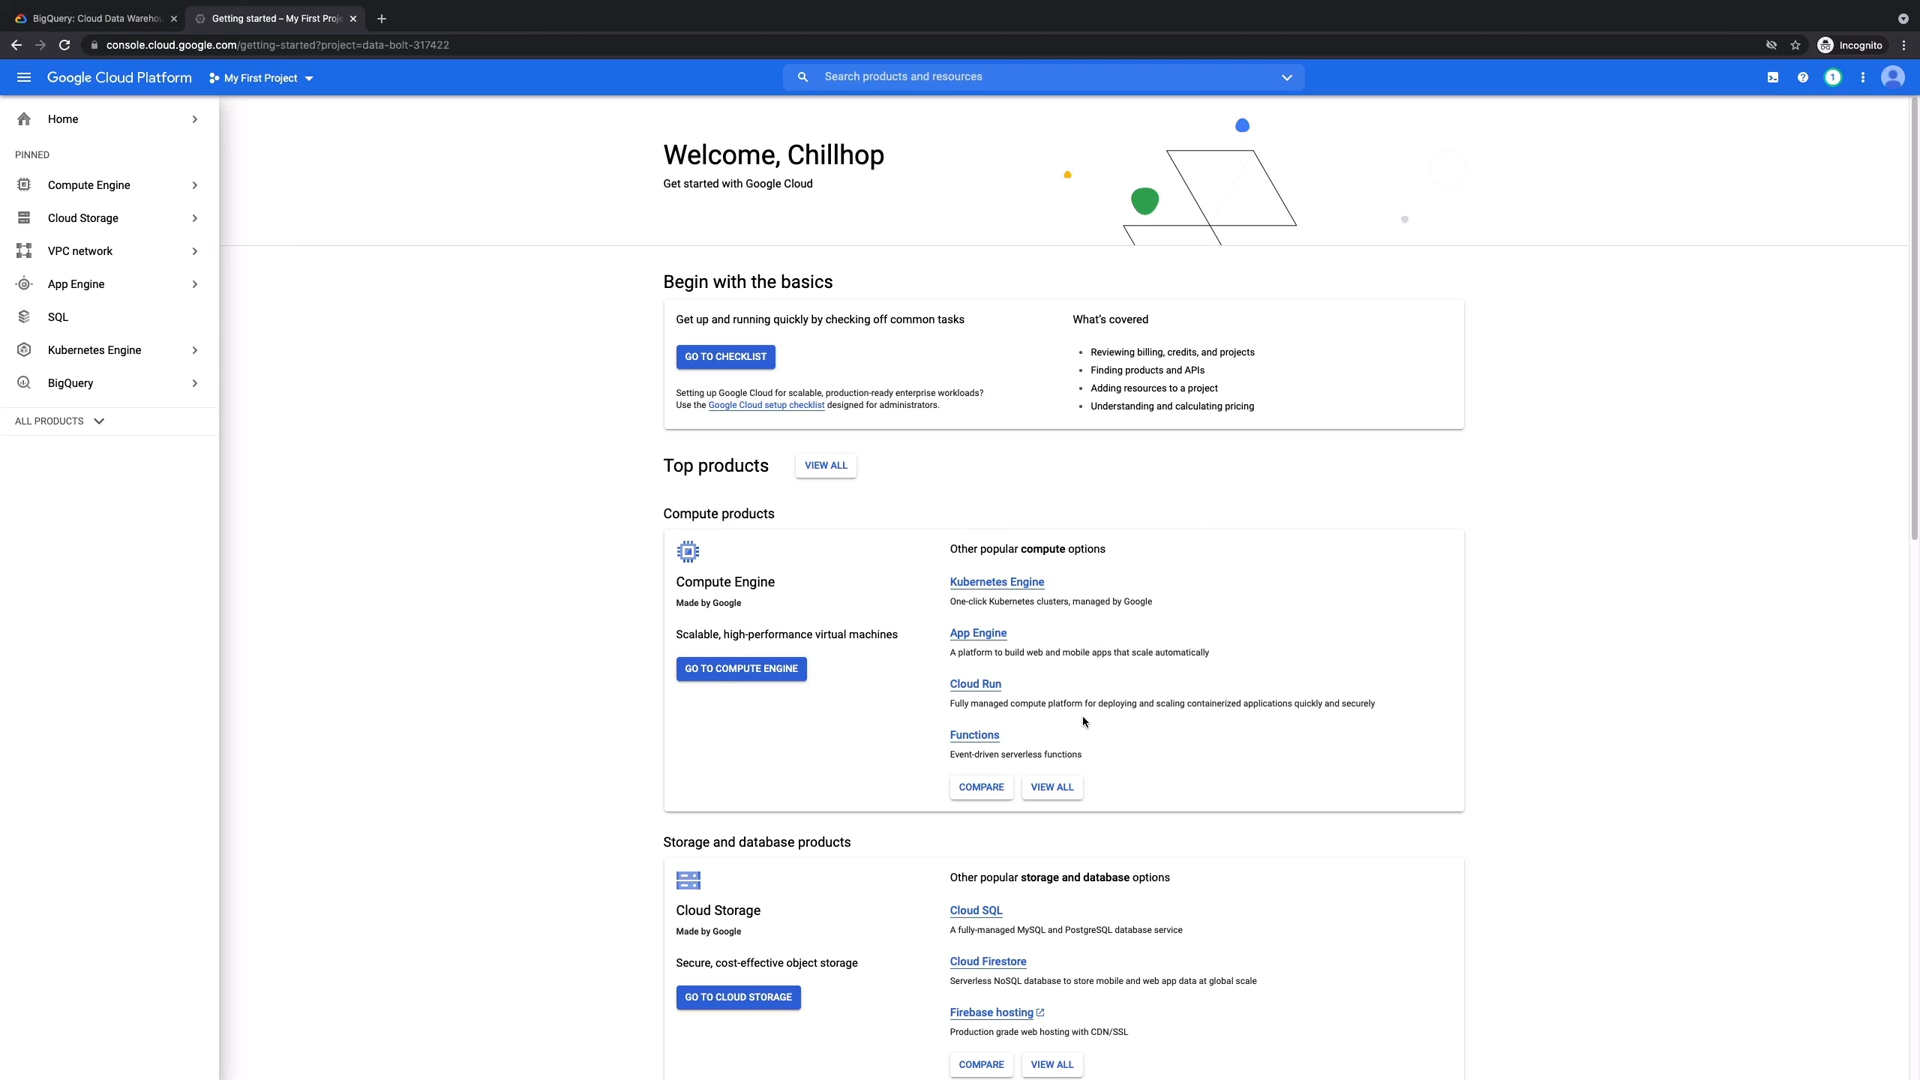 BigQuery: Cloud Data Wareho
Getting started – My First Proje
console.cloud.google.com/getting-started?project=data-bolt-317422
Incognito
Google Cloud Platform
My First Project
Search products and resources
1
Home
PINNED
Compute Engine
Cloud Storage
VPC network
App Engine
SQL
Kubernetes Engine
BigQuery
ALL PRODUCTS
Welcome, Chillhop
Get started with Google Cloud
Begin with the basics
Get up and running quickly by checking off common tasks
GO TO CHECKLIST
Setting up Google Cloud for scalable, production-ready enterprise workloads?
Use the Google Cloud setup checklist designed for administrators.
What's covered
• Reviewing billing, credits, and projects
• Finding products and APIs
• Adding resources to a project
• Understanding and calculating pricing
Top products
VIEW ALL
Compute products
Compute Engine
Made by Google
Scalable, high-performance virtual machines
GO TO COMPUTE ENGINE
Other popular compute options
Kubernetes Engine
One-click Kubernetes clusters, managed by Google
App Engine
A platform to build web and mobile apps that scale automatically
Cloud Run
Fully managed compute platform for deploying and scaling containerized applications quickly and securely
Functions
Event-driven serverless functions
COMPARE
VIEW ALL
Storage and database products
Cloud Storage
Made by Google
Secure, cost-effective object storage
GO TO CLOUD STORAGE
Other popular storage and database options
Cloud SQL
A fully-managed MySQL and PostgreSQL database service
Cloud Firestore
Serverless NoSQL database to store mobile and web app data at global scale
Firebase hosting
Production grade web hosting with CDN/SSL
COMPARE
VIEW ALL